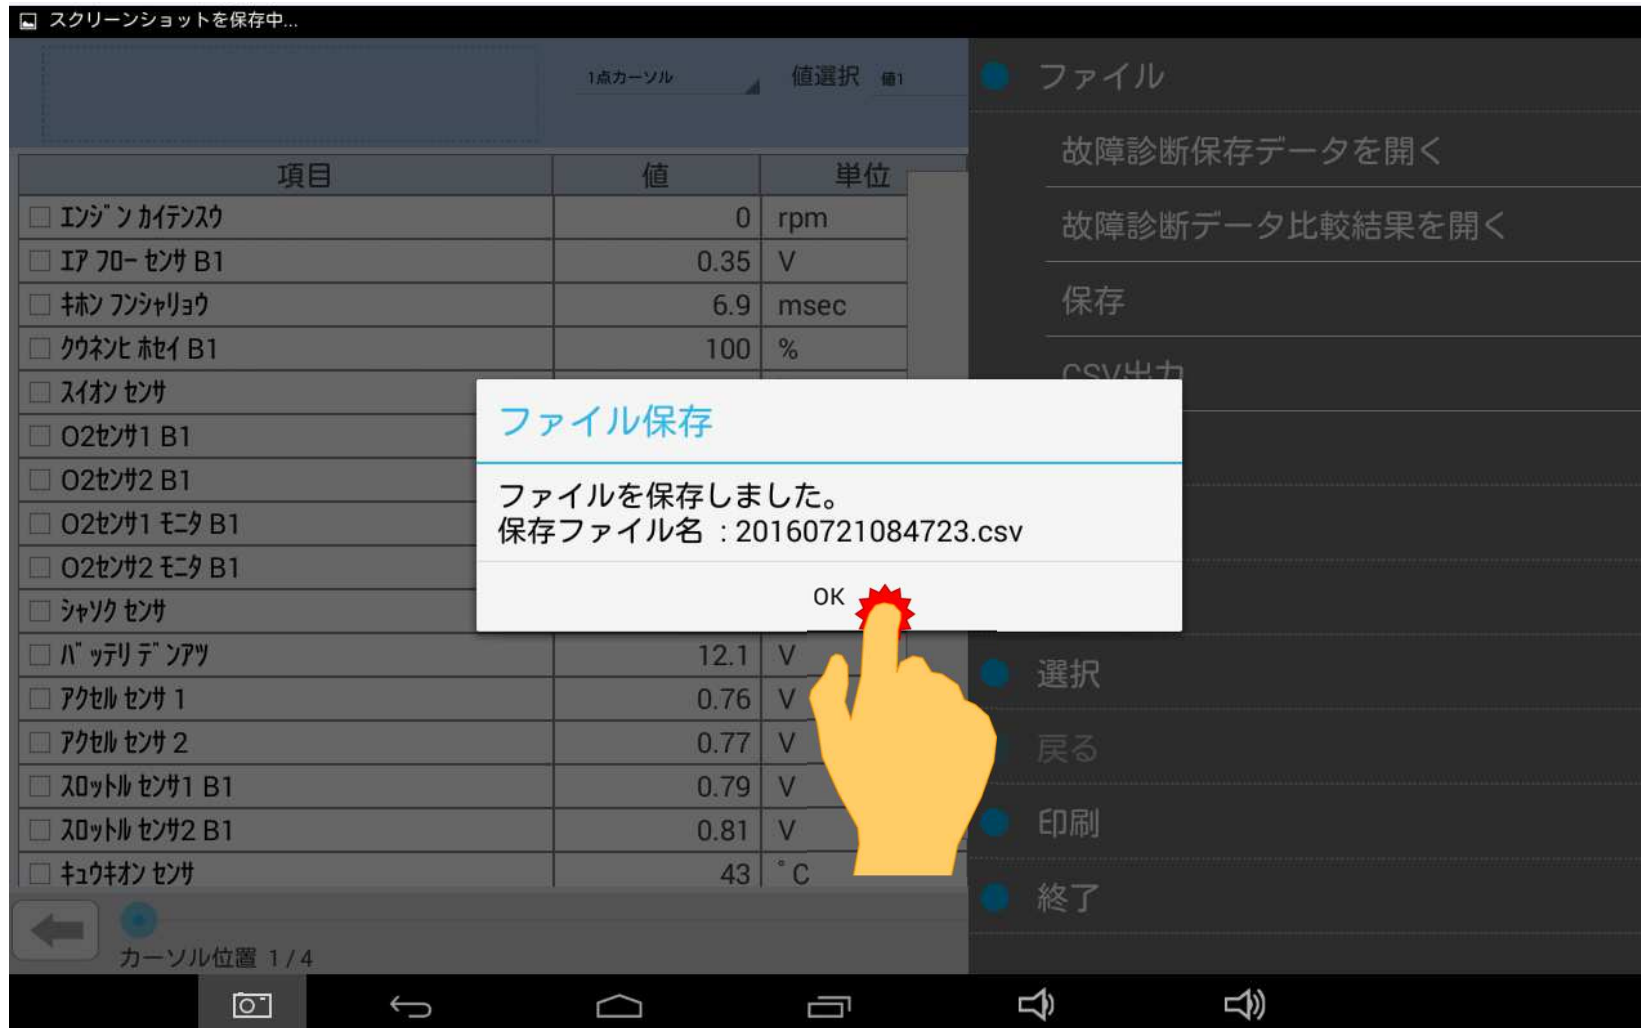 スクリーンショットを保存中...
1点カーソル 値選択 値1
項目 値 単位
エンジン カイテンスウ 0 rpm
エア フロー センサ B1 0.35 V
キホン フンシャリョウ 6.9 msec
クウネンヒ ホセイ B1 100 %
スイオン センサ
O2センサ1 B1
O2センサ2 B1
O2センサ1 モニタ B1
O2センサ2 モニタ B1
シャソク センサ
バッテリ デンアツ 12.1 V
アクセル センサ 1 0.76 V
アクセル センサ 2 0.77 V
スロットル センサ1 B1 0.79 V
スロットル センサ2 B1 0.81 V
キュウキオン センサ 43 °C
カーソル位置 1 / 4
ファイル保存
ファイルを保存しました。
保存ファイル名 : 20160721084723.csv
OK
ファイル
故障診断保存データを開く
故障診断データ比較結果を開く
保存
CSV出力
選択
戻る
印刷
終了